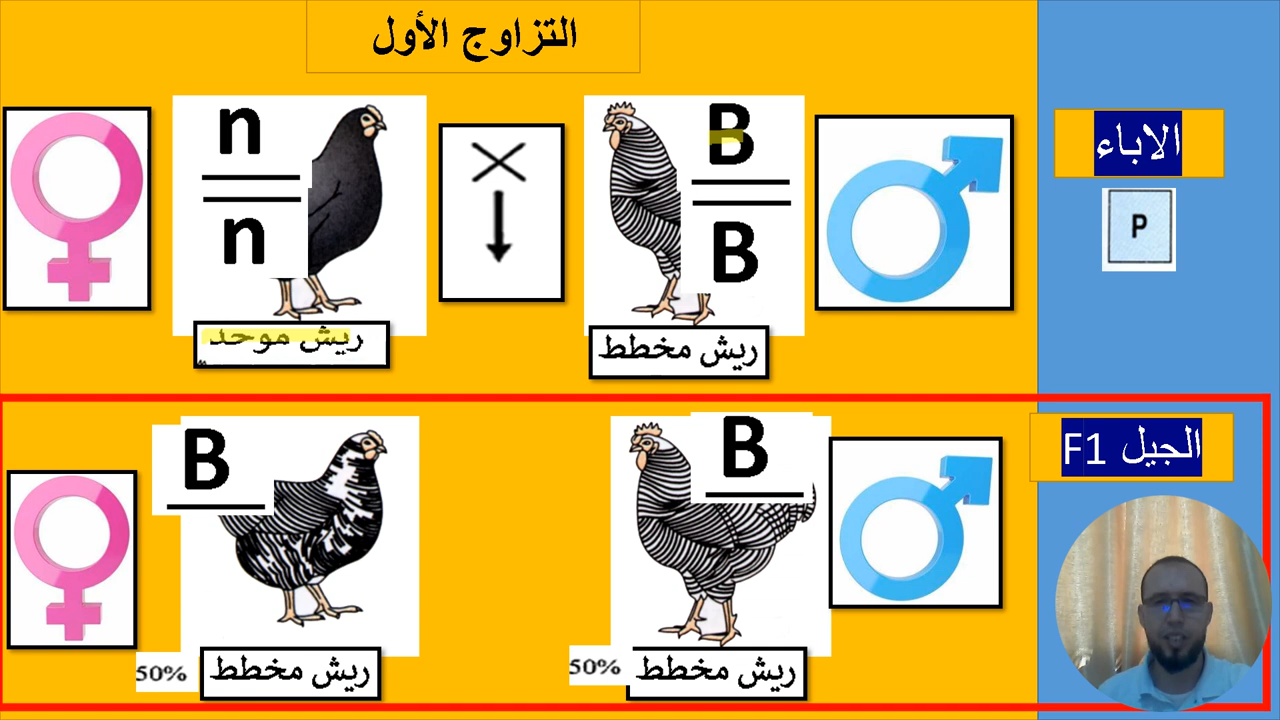 التزاوج الأول
الاباء
P
B
B
n
n
ريش مخطط
ريش موحد
الجيل F1
B
B
ريش مخطط
50%
ريش مخطط
50%